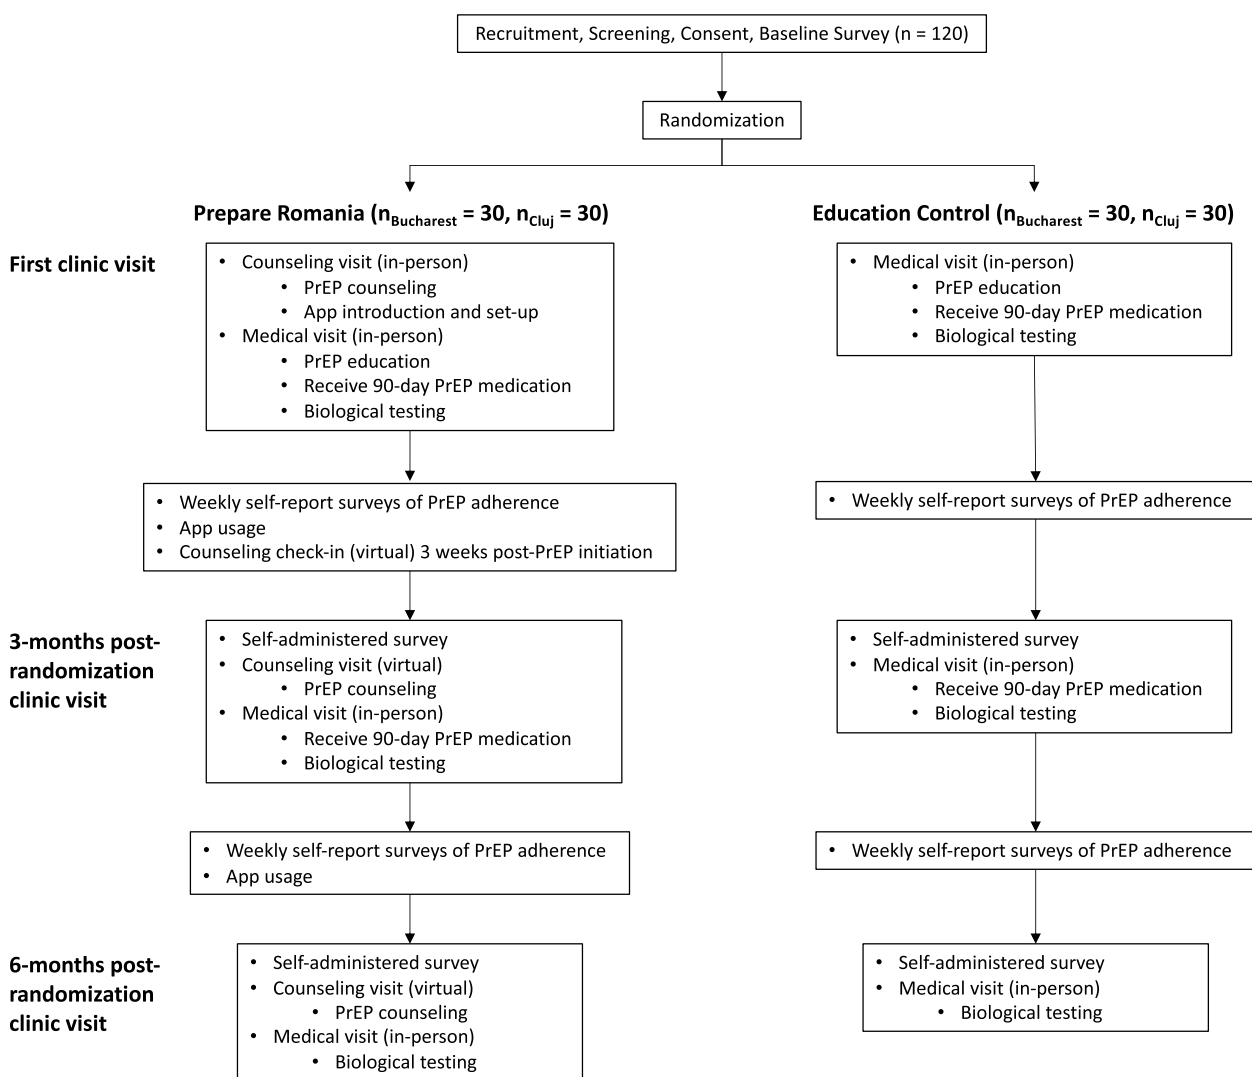 Recruitment, Screening, Consent, Baseline Survey (n = 120)
Randomization
Prepare Romania (nBucharest = 30, nCluj = 30)
Education Control (nBucharest = 30, nCluj = 30)
First clinic visit
• Counseling visit (in-person)
• PrEP counseling
• App introduction and set-up
• Medical visit (in-person)
• PrEP education
• Receive 90-day PrEP medication
• Biological testing
• Medical visit (in-person)
• PrEP education
• Receive 90-day PrEP medication
• Biological testing
• Weekly self-report surveys of PrEP adherence
• App usage
• Counseling check-in (virtual) 3 weeks post-PrEP initiation
• Weekly self-report surveys of PrEP adherence
3-months post-
randomization
clinic visit
• Self-administered survey
• Counseling visit (virtual)
• PrEP counseling
• Medical visit (in-person)
• Receive 90-day PrEP medication
• Biological testing
• Self-administered survey
• Medical visit (in-person)
• Receive 90-day PrEP medication
• Biological testing
• Weekly self-report surveys of PrEP adherence
• App usage
• Weekly self-report surveys of PrEP adherence
6-months post-
randomization
clinic visit
• Self-administered survey
• Counseling visit (virtual)
• PrEP counseling
• Medical visit (in-person)
• Biological testing
• Self-administered survey
• Medical visit (in-person)
• Biological testing